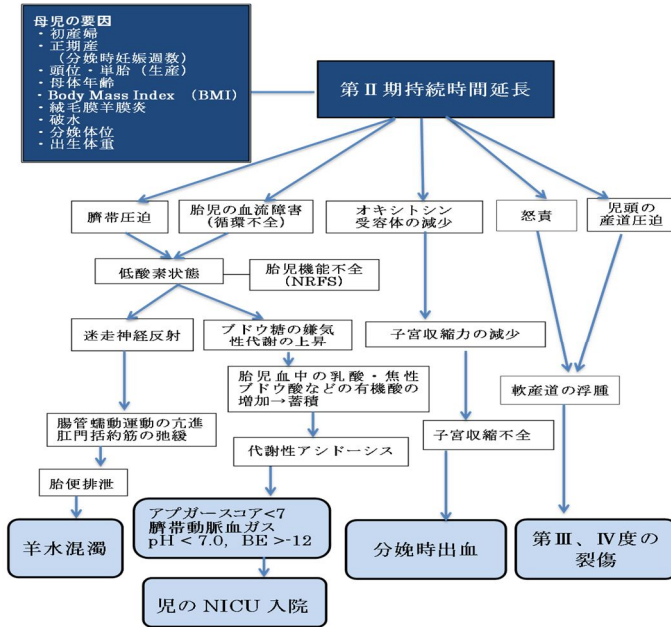 母児の要因
・初産婦
・正期産
（分娩時妊娠週数）
・頭位・単胎（生産）
・母体年齢
・Body Mass Index （BMI）
・絨毛膜羊膜炎
・破水
・分娩体位
・出生体重
第Ⅱ期持続時間延長
臍帯圧迫
胎児の血流障害
(循環不全)
オキシトシン
受容体の減少
怒責
児頭の
産道圧迫
低酸素状態
胎児機能不全
(NRFS)
迷走神経反射
ブドウ糖の嫌気
性代謝の上昇
子宮収縮力の減少
胎児血中の乳酸・焦性
ブドウ酸などの有機酸の
増加→蓄積
軟産道の浮腫
腸管蠕動運動の亢進
肛門括約筋の弛緩
代謝性アシドーシス
子宮収縮不全
胎便排泄
アプガースコア<7
臍帯動脈血ガス
pH < 7.0, BE >-12
羊水混濁
分娩時出血
第Ⅲ、Ⅳ度の
裂傷
児の NICU 入院